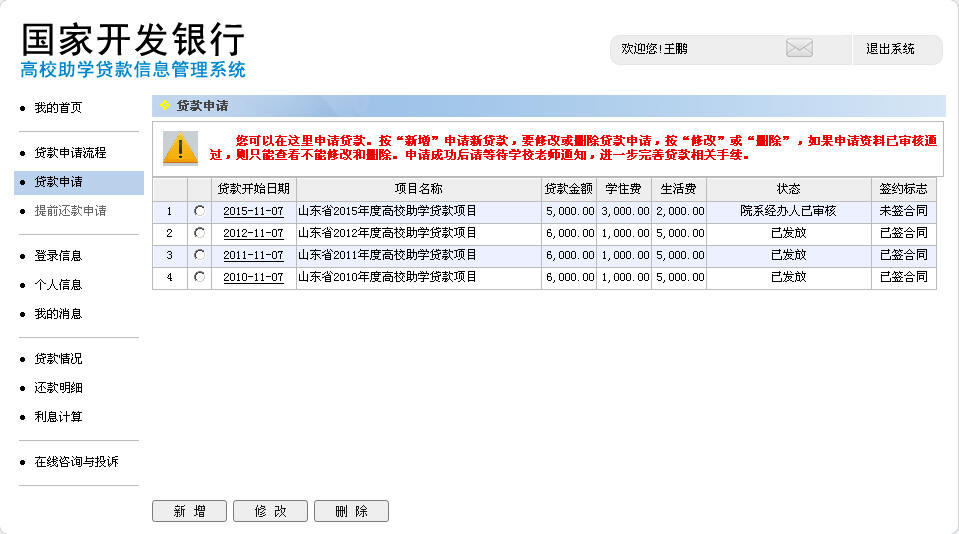 国家开发银行
高校助学贷款信息管理系统
欢迎您!王鹏
退出系统
我的首页
贷款申请流程
贷款申请
提前还款申请
登录信息
个人信息
我的消息
贷款情况
还款明细
利息计算
在线咨询与投诉
贷款申请
您可以在这里申请贷款。按“新增”申请新贷款，要修改或删除贷款申请，按“修改”或“删除”，如果申请资料已审核通
过，则只能查看不能修改和删除。申请成功后请等待学校老师通知，进一步完善贷款相关手续。
贷款开始日期 项目名称 贷款金额 学住费 生活费 状态 签约标志
1 2015-11-07 山东省2015年度高校助学贷款项目 5,000.00 3,000.00 2,000.00 院系经办人已审核 未签合同
2 2012-11-07 山东省2012年度高校助学贷款项目 6,000.00 1,000.00 5,000.00 已发放 已签合同
3 2011-11-07 山东省2011年度高校助学贷款项目 6,000.00 1,000.00 5,000.00 已发放 已签合同
4 2010-11-07 山东省2010年度高校助学贷款项目 6,000.00 1,000.00 5,000.00 已发放 已签合同
新 增 修 改 删 除